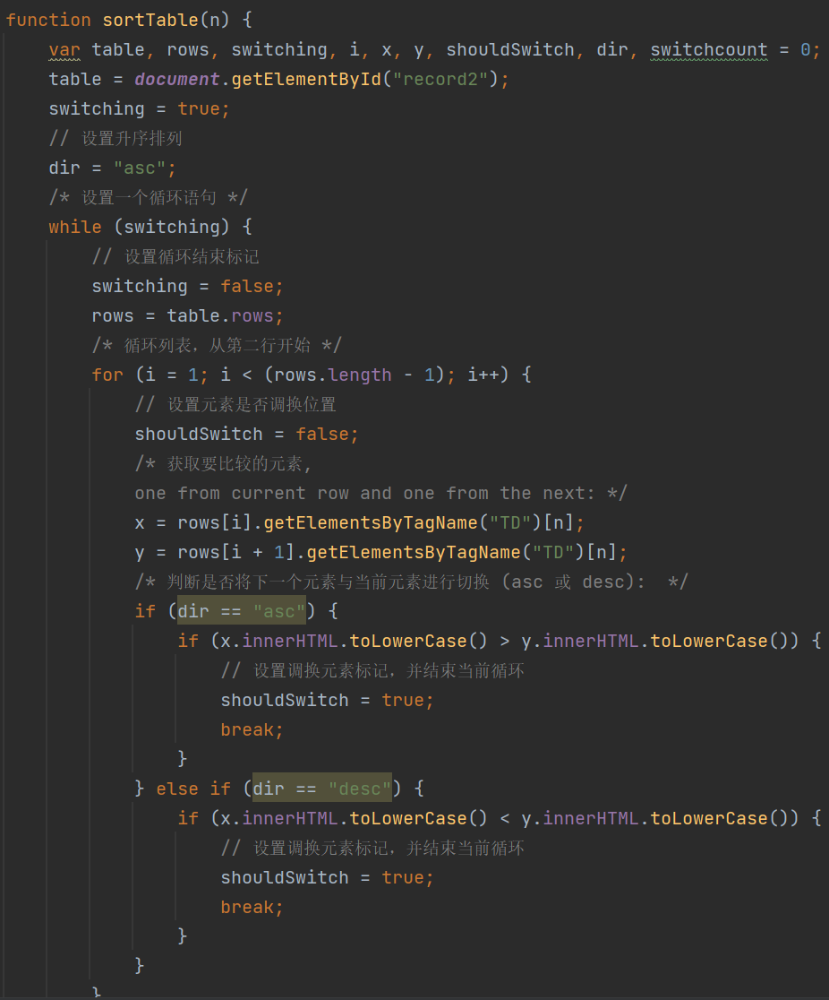 function sortTable(n) {
var table, rows, switching, i, x, y, shouldSwitch, dir, switchcount = 0;
table = document.getElementById("record2");
switching = true;
// 设置升序排列
dir = "asc";
/* 设置一个循环语句 */
while (switching) {
// 设置循环结束标记
switching = false;
rows = table.rows;
/* 循环列表，从第二行开始 */
for (i = 1; i < (rows.length - 1); i++) {
// 设置元素是否调换位置
shouldSwitch = false;
/* 获取要比较的元素,
one from current row and one from the next: */
x = rows[i].getElementsByTagName("TD")[n];
y = rows[i + 1].getElementsByTagName("TD")[n];
/* 判断是否将下一个元素与当前元素进行切换 (asc 或 desc):  */
if (dir == "asc") {
if (x.innerHTML.toLowerCase() > y.innerHTML.toLowerCase()) {
// 设置调换元素标记，并结束当前循环
shouldSwitch = true;
break;
}
} else if (dir == "desc") {
if (x.innerHTML.toLowerCase() < y.innerHTML.toLowerCase()) {
// 设置调换元素标记，并结束当前循环
shouldSwitch = true;
break;
}
}
}